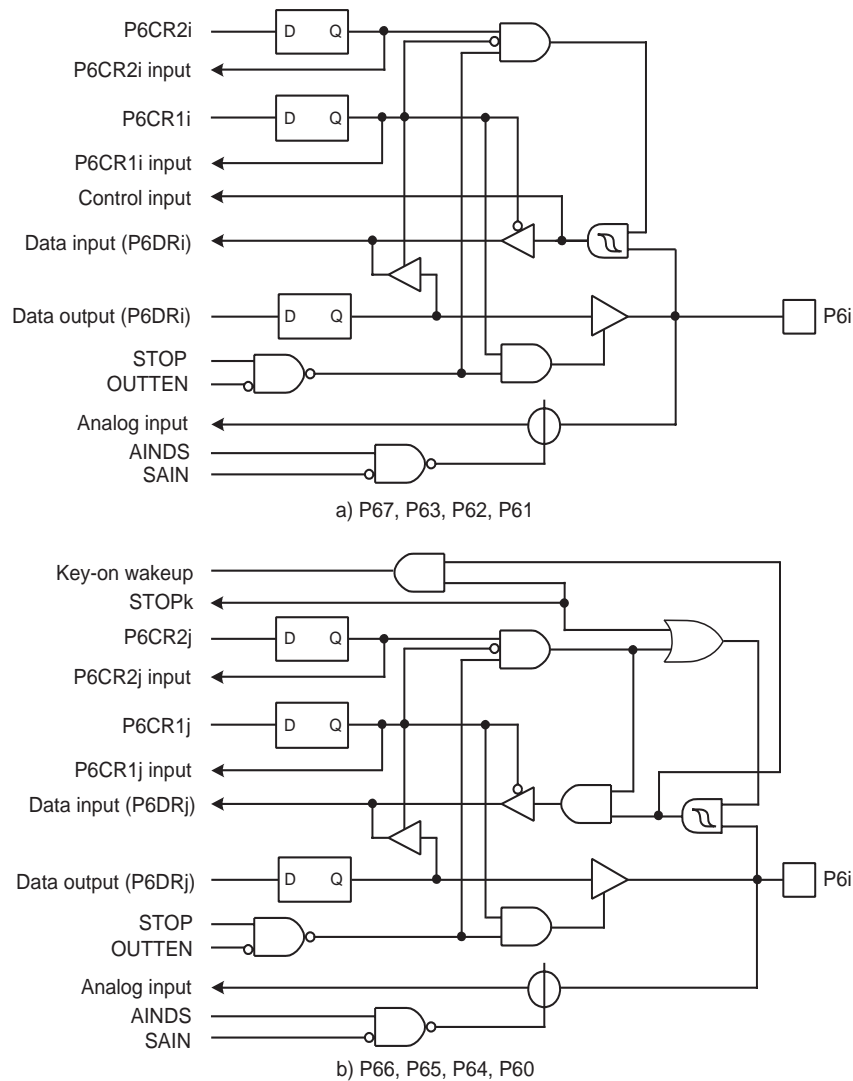 P6CR2i
D Q
P6CR2i input
P6CR1i
D Q
P6CR1i input
Control input
Data input (P6DRi)
Data output (P6DRi)
D Q
P6i
STOP
OUTTEN
Analog input
AINDS
SAIN
a) P67, P63, P62, P61
Key-on wakeup
STOPk
P6CR2j
D Q
P6CR2j input
P6CR1j
D Q
P6CR1j input
Data input (P6DRj)
Data output (P6DRj)
D Q
P6i
STOP
OUTTEN
Analog input
AINDS
SAIN
b) P66, P65, P64, P60